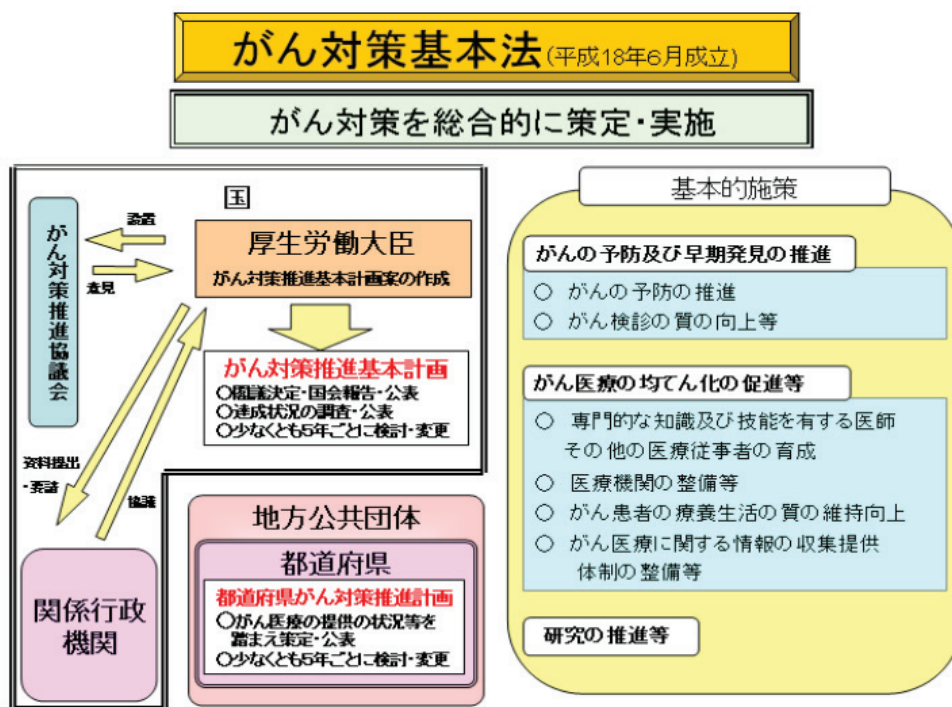 がん対策基本法(平成18年6月成立)
がん対策を総合的に策定・実施
国
がん対策推進協議会
設置
意見
厚生労働大臣
がん対策推進基本計画案の作成
がん対策推進基本計画
○閣議決定・国会報告・公表
○達成状況の調査・公表
○少なくとも5年ごとに検討・変更
資料提出
・要請
協議
関係行政
機関
地方公共団体
都道府県
都道府県がん対策推進計画
○がん医療の提供の状況等を
踏まえ策定・公表
○少なくとも5年ごとに検討・変更
基本的施策
がんの予防及び早期発見の推進
○ がんの予防の推進
○ がん検診の質の向上等
がん医療の均てん化の促進等
○ 専門的な知識及び技能を有する医師
その他の医療従事者の育成
○ 医療機関の整備等
○ がん患者の療養生活の質の維持向上
○ がん医療に関する情報の収集提供
体制の整備等
研究の推進等